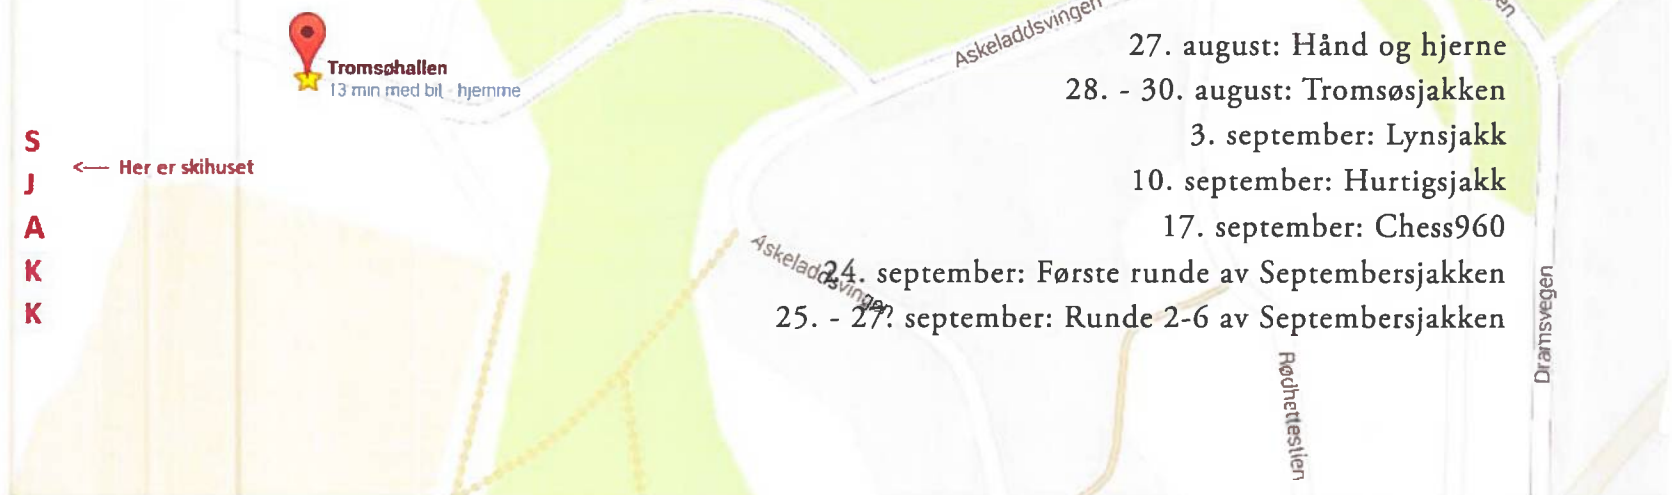 Tromsøhallen
13 min med bil - hjemme
S
J
A
K
K
<— Her er skihuset
27. august: Hånd og hjerne
28. - 30. august: Tromsøsjakken
3. september: Lynsjakk
10. september: Hurtigsjakk
17. september: Chess960
24. september: Første runde av Septembersjakken
25. - 27. september: Runde 2-6 av Septembersjakken
Askeladdsvingen
Askeladdsvingen
Rødhettestien
Dramsvegen